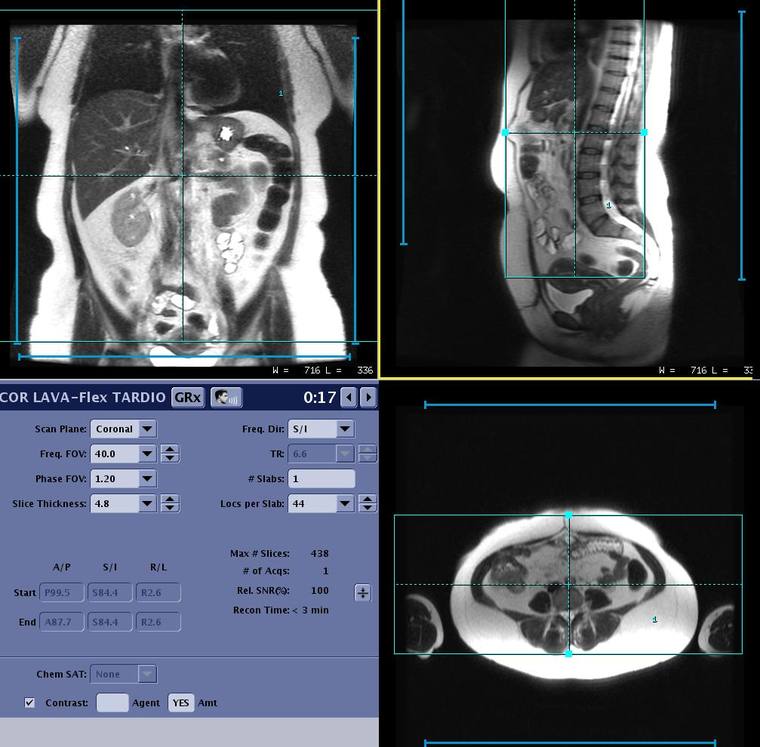 1
W = 716 L = 336
1
W = 716 L = 33
COR LAVA-Flex TARDIO GRx 0:17
Scan Plane: Coronal Freq. Dir: S/I
Freq. FOV: 40.0 TR: 6.6
Phase FOV: 1.20 # Slabs: 1
Slice Thickness: 4.8 Locs per Slab: 44
Max # Slices: 438
# of Acqs: 1
Rel. SNR(%): 100
Recon Time: < 3 min
A/P S/I R/L
Start P99.5 S84.4 R2.6
End A87.7 S84.4 R2.6
Chem SAT: None
Contrast: Agent YES Amt
1